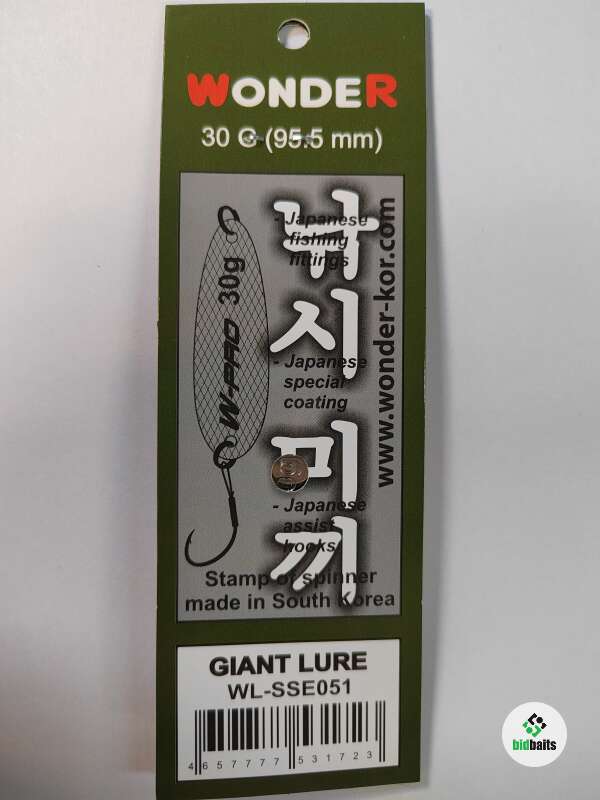 WONDER
30 G (95.5 mm)
낚시 미끼
- Japanese
fishing
fittings
- Japanese
special
coating
- Japanese
assist
hooks
W-PRO 30g
www.wonder-kor.com
Stamp of spinner
made in South Korea
GIANT LURE
WL-SSE051
4 657777 531723
bidbaits